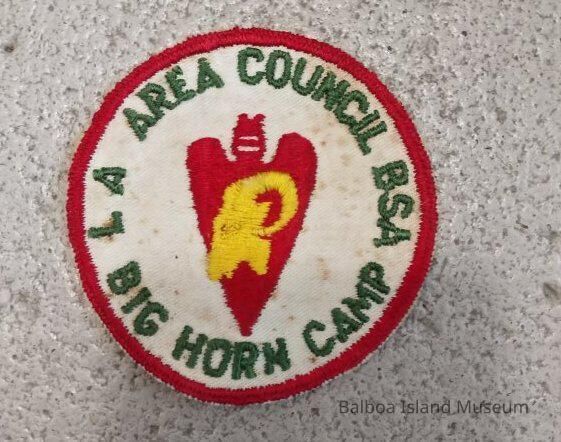 L A AREA COUNCIL BSA
BIG HORN CAMP
Balboa Island Museum